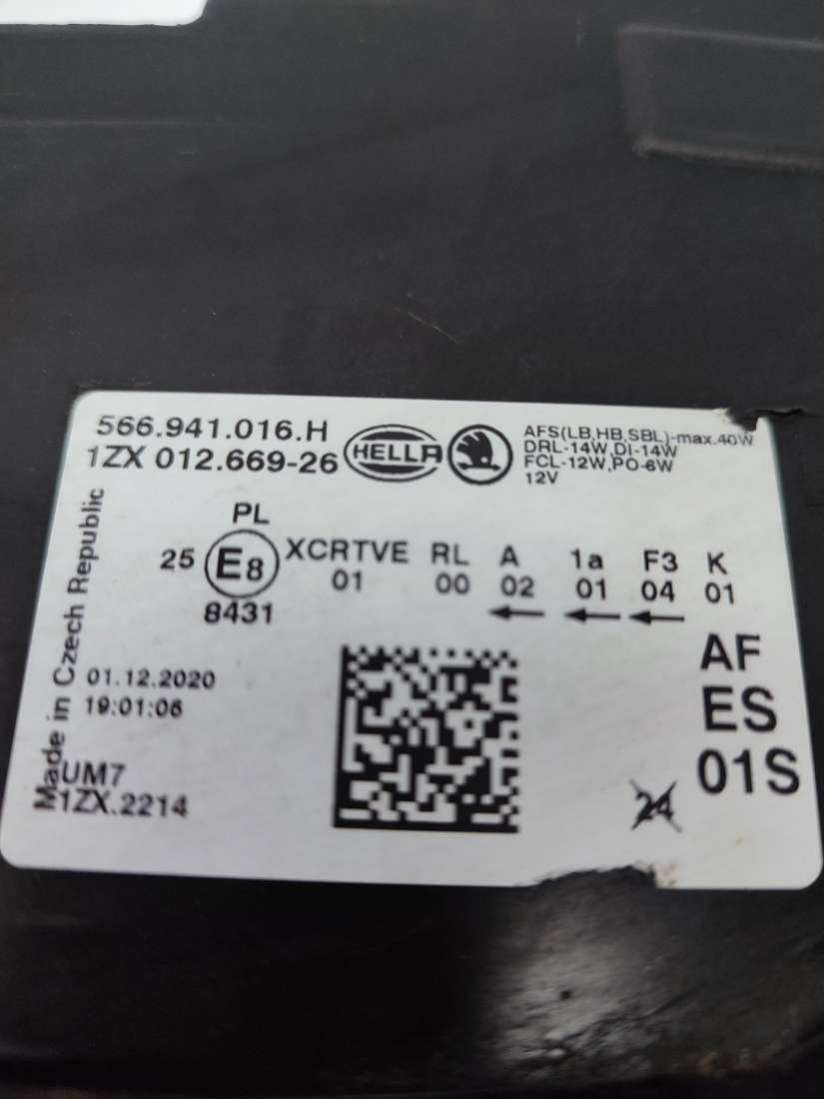 566.941.016.H
1ZX 012.669-26
HELLA
AFS(LB,HB,SBL)-max.40W
DRL-14W,DI-14W
FCL-12W,PO-6W
12V
PL
25 E8 XCRTVE RL A 1a F3 K
01 00 02 01 04 01
8431
Made in Czech Republic
01.12.2020
19:01:06
UM7
1ZX.2214
AF
ES
01S
24